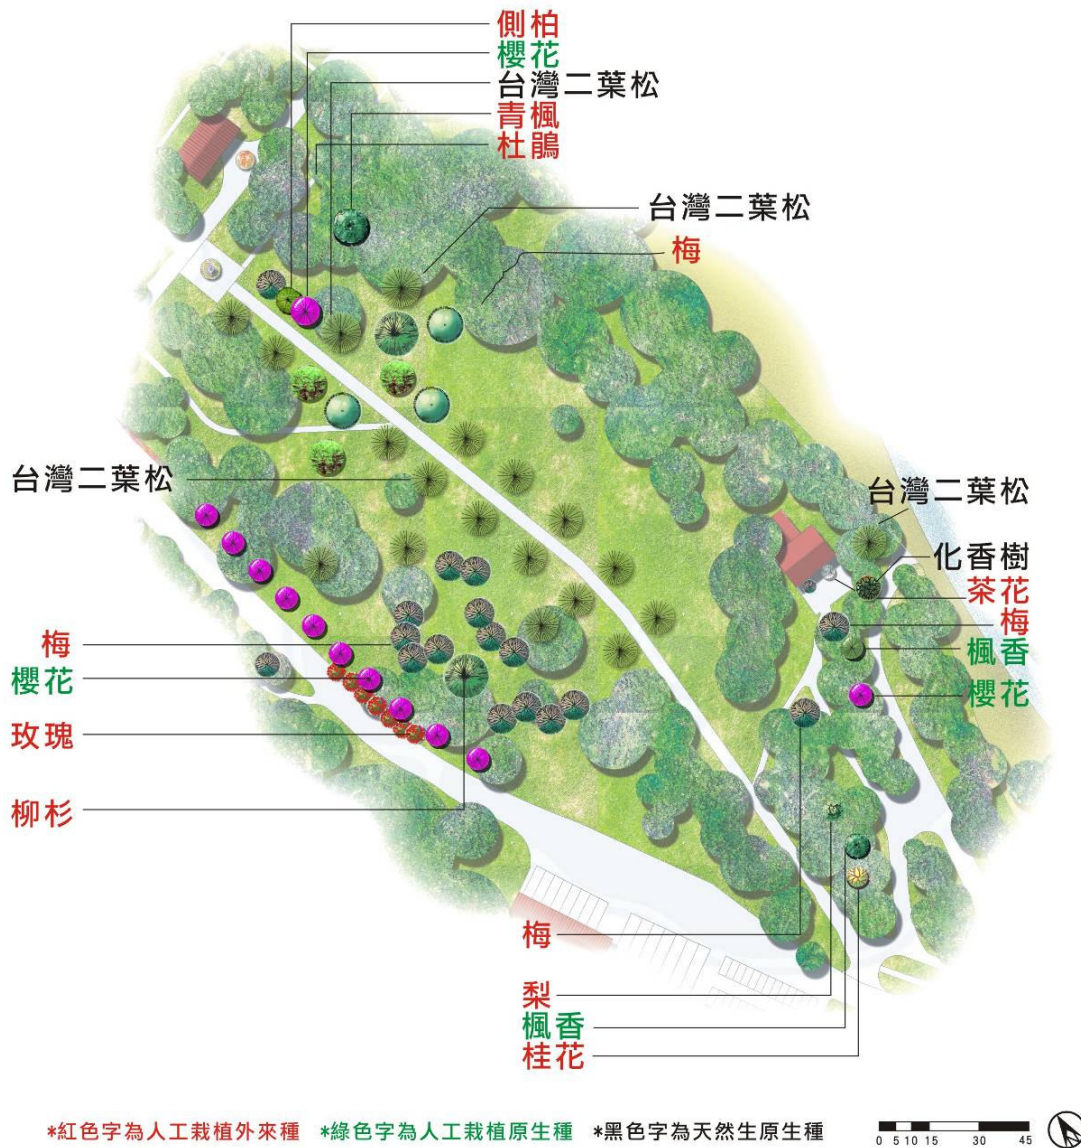 側柏
櫻花
台灣二葉松
青楓
杜鵑
台灣二葉松
梅
台灣二葉松
台灣二葉松
化香樹
茶花
梅
楓香
櫻花
梅
櫻花
玫瑰
柳杉
梅
梨
楓香
桂花
*紅色字為人工栽植外來種 *綠色字為人工栽植原生種 *黑色字為天然生原生種
0 5 10 15 30 45